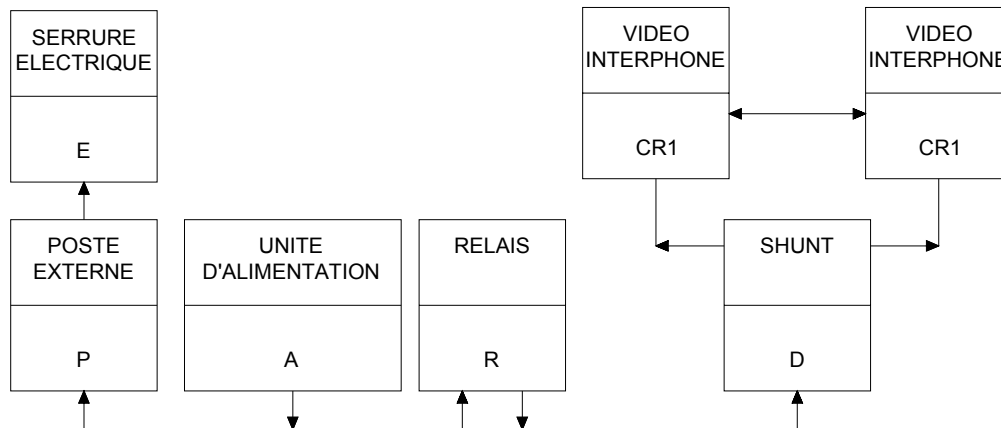 SERRURE
ELECTRIQUE
E
VIDEO
INTERPHONE
CR1
VIDEO
INTERPHONE
CR1
POSTE
EXTERNE
P
UNITE
D'ALIMENTATION
A
RELAIS
R
SHUNT
D